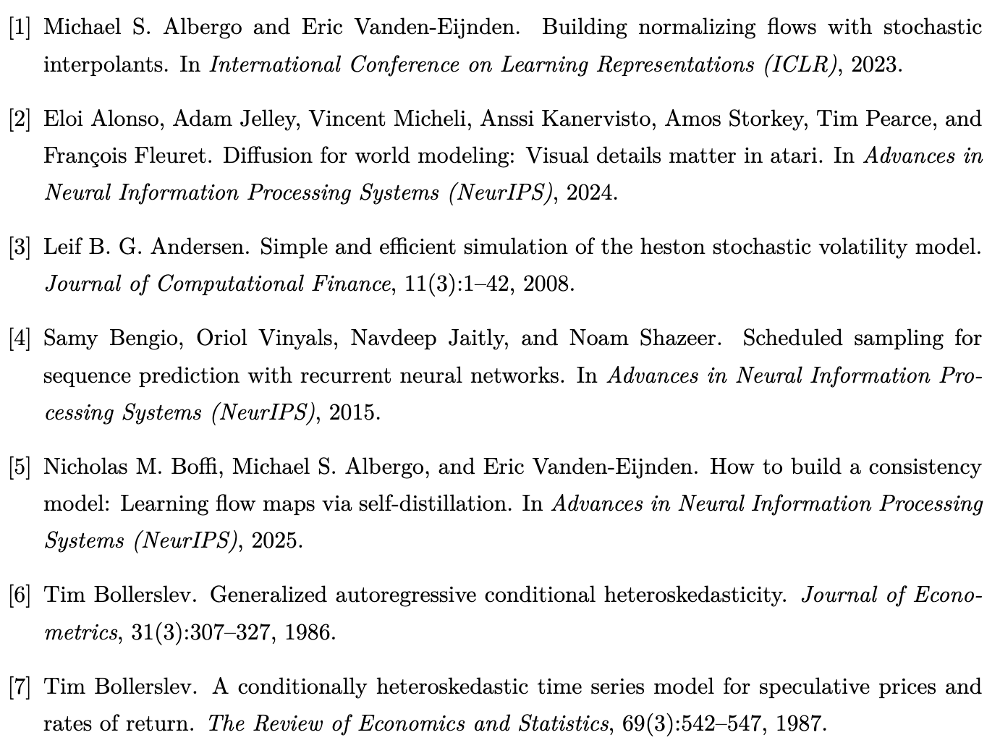 [1] Michael S. Albergo and Eric Vanden-Eijnden. Building normalizing flows with stochastic
interpolants. In International Conference on Learning Representations (ICLR), 2023.
[2] Eloi Alonso, Adam Jelley, Vincent Micheli, Anssi Kanervisto, Amos Storkey, Tim Pearce, and
François Fleuret. Diffusion for world modeling: Visual details matter in atari. In Advances in
Neural Information Processing Systems (NeurIPS), 2024.
[3] Leif B. G. Andersen. Simple and efficient simulation of the heston stochastic volatility model.
Journal of Computational Finance, 11(3):1–42, 2008.
[4] Samy Bengio, Oriol Vinyals, Navdeep Jaitly, and Noam Shazeer. Scheduled sampling for
sequence prediction with recurrent neural networks. In Advances in Neural Information Pro-
cessing Systems (NeurIPS), 2015.
[5] Nicholas M. Boffi, Michael S. Albergo, and Eric Vanden-Eijnden. How to build a consistency
model: Learning flow maps via self-distillation. In Advances in Neural Information Processing
Systems (NeurIPS), 2025.
[6] Tim Bollerslev. Generalized autoregressive conditional heteroskedasticity. Journal of Econo-
metrics, 31(3):307–327, 1986.
[7] Tim Bollerslev. A conditionally heteroskedastic time series model for speculative prices and
rates of return. The Review of Economics and Statistics, 69(3):542–547, 1987.